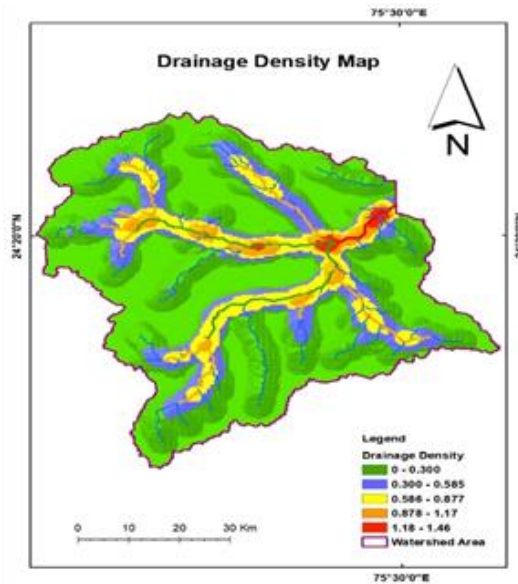 75°30'0"E
Drainage Density Map
N
24°20'0"N
Legend
Drainage Density
0 - 0.300
0.300 - 0.585
0.586 - 0.877
0.878 - 1.17
1.18 - 1.46
Watershed Area
0 10 20 30 Km
75°30'0"E